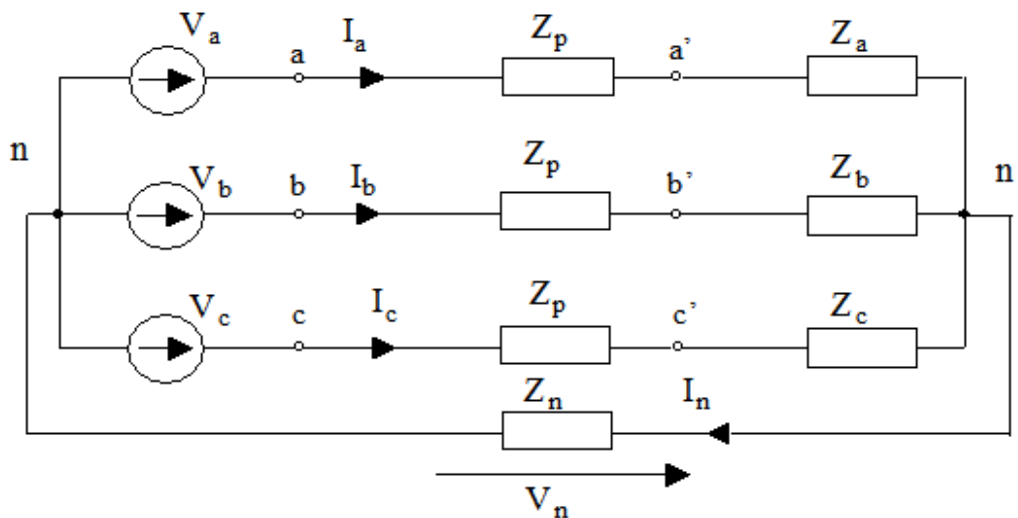 Va a Ia Zp a' Za
n
Vb b Ib Zp b' Zb n
Vc c Ic Zp c' Zc
Zn In
Vn